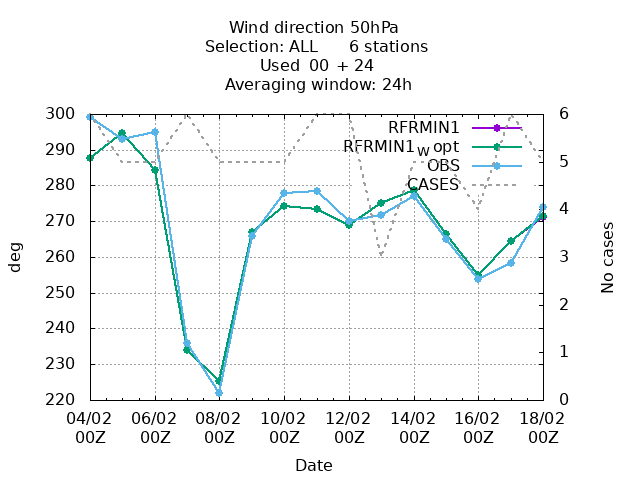 Wind direction 50hPa
Selection: ALL 6 stations
Used 00 + 24
Averaging window: 24h
RFRMIN1
RFRMIN1w opt
OBS
CASES
300
290
280
270
260
250
240
230
220
6
5
4
3
2
1
0
deg
No cases
04/02 06/02 08/02 10/02 12/02 14/02 16/02 18/02
00Z 00Z 00Z 00Z 00Z 00Z 00Z 00Z
Date